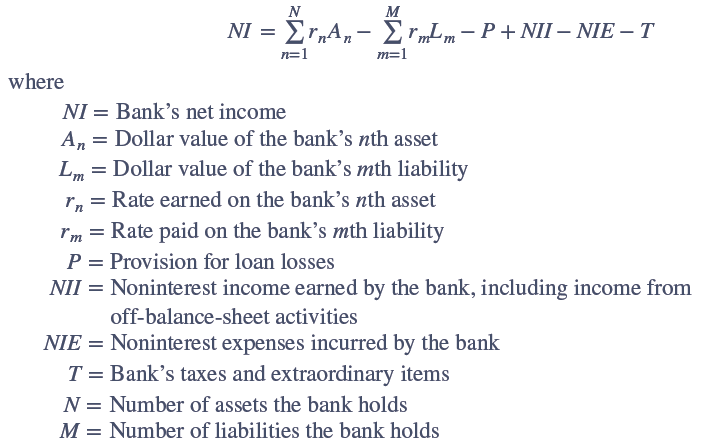 NI = ∑_{n=1}^{N} r_n A_n − ∑_{m=1}^{M} r_m L_m − P + NII − NIE − T
where
NI = Bank's net income
A_n = Dollar value of the bank's nth asset
L_m = Dollar value of the bank's mth liability
r_n = Rate earned on the bank's nth asset
r_m = Rate paid on the bank's mth liability
P = Provision for loan losses
NII = Noninterest income earned by the bank, including income from
off-balance-sheet activities
NIE = Noninterest expenses incurred by the bank
T = Bank's taxes and extraordinary items
N = Number of assets the bank holds
M = Number of liabilities the bank holds